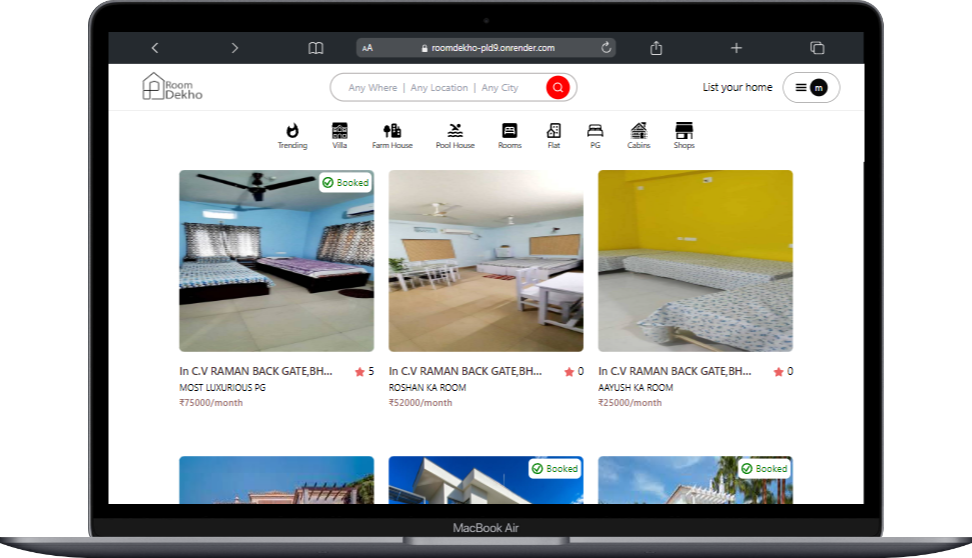 AA roomdekho-pld9.onrender.com
Room
Dekho
Any Where | Any Location | Any City
List your home
m
Trending
Villa
Farm House
Pool House
Rooms
Flat
PG
Cabins
Shops
Booked
In C.V RAMAN BACK GATE,BH... 5
MOST LUXURIOUS PG
₹75000/month
In C.V RAMAN BACK GATE,BH... 0
ROSHAN KA ROOM
₹52000/month
In C.V RAMAN BACK GATE,BH... 0
AAYUSH KA ROOM
₹25000/month
Booked
Booked
MacBook Air